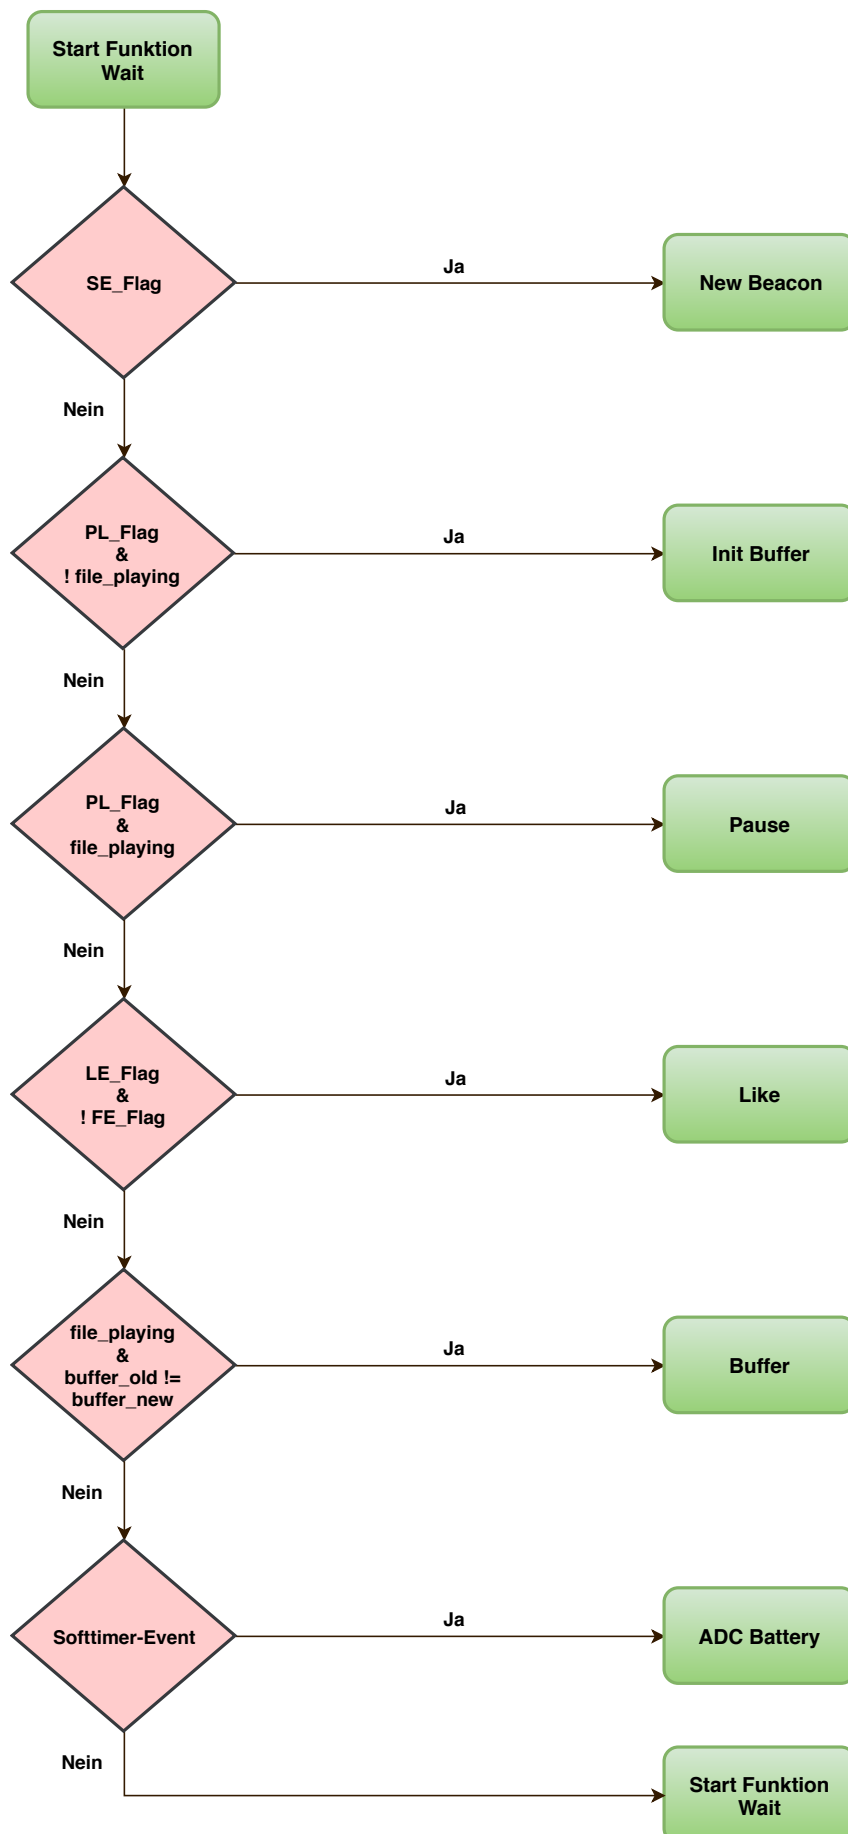 Start Funktion
Wait
SE_Flag
Ja
New Beacon
Nein
PL_Flag
&
! file_playing
Ja
Init Buffer
Nein
PL_Flag
&
file_playing
Ja
Pause
Nein
LE_Flag
&
! FE_Flag
Ja
Like
Nein
file_playing
&
buffer_old !=
buffer_new
Ja
Buffer
Nein
Softtimer-Event
Ja
ADC Battery
Nein
Start Funktion
Wait